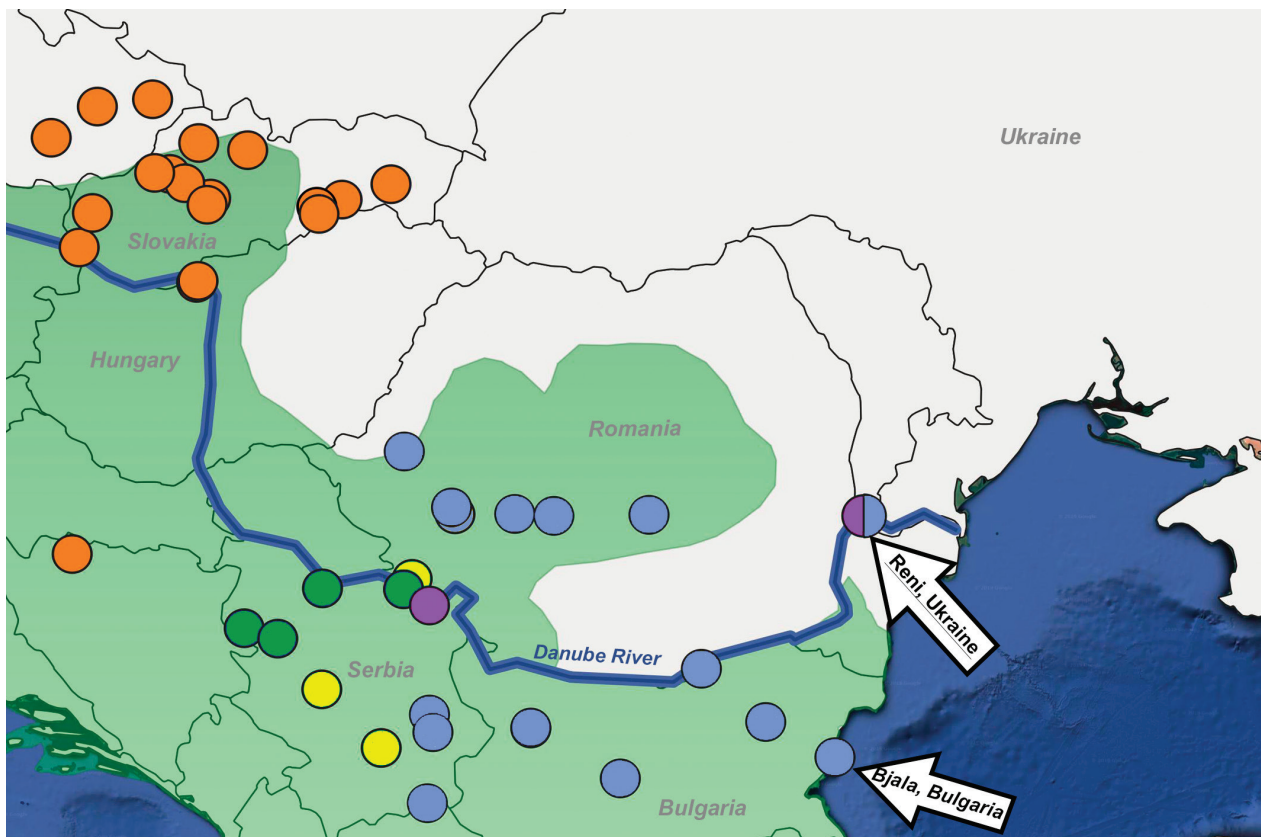 Ukraine
Slovakia
Hungary
Romania
Reni, Ukraine
Danube River
Serbia
Bjala, Bulgaria
Bulgaria